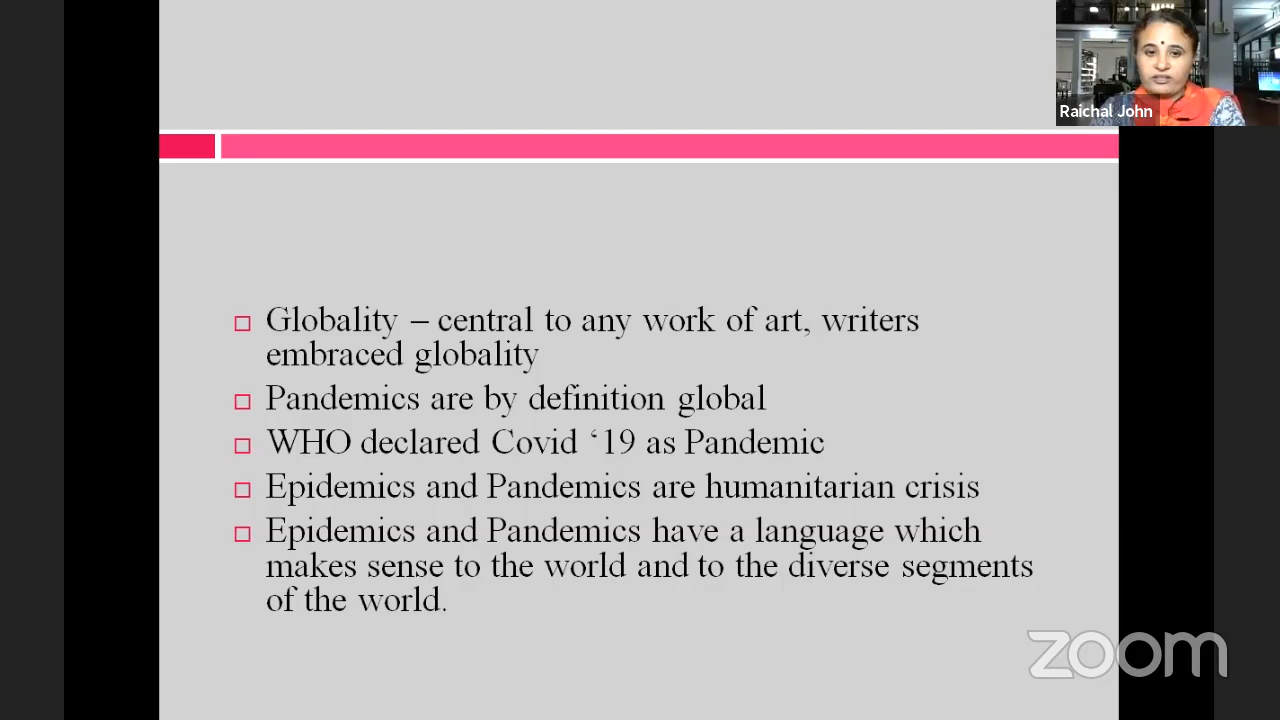 Raichal John
Globality – central to any work of art, writers
embraced globality
Pandemics are by definition global
WHO declared Covid ‘19 as Pandemic
Epidemics and Pandemics are humanitarian crisis
Epidemics and Pandemics have a language which
makes sense to the world and to the diverse segments
of the world.
zoom